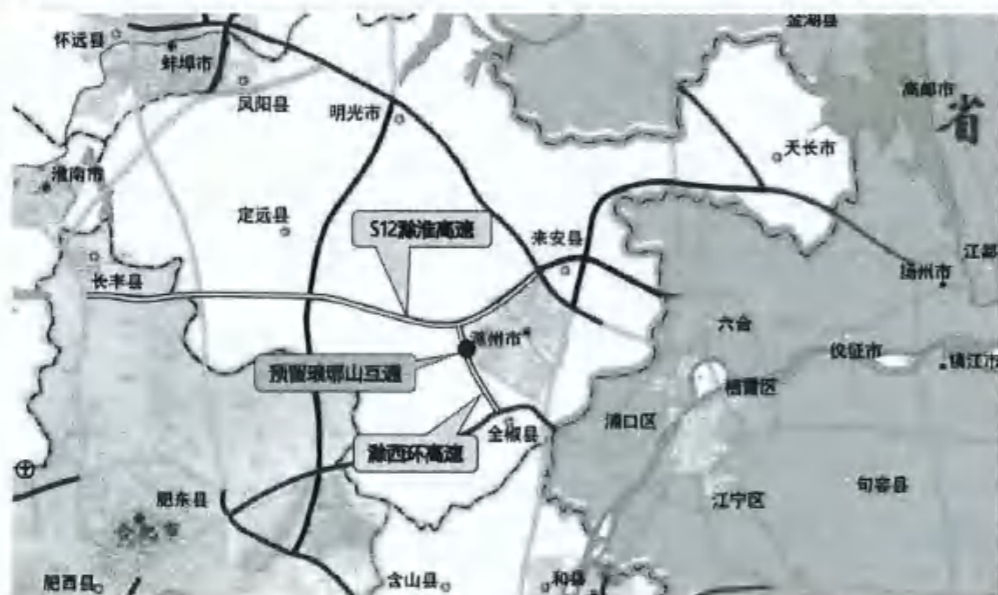 金湖县
怀远县
蚌埠市
凤阳县
高邮市
省
明光市
天长市
淮南市
定远县
S12滁淮高速
来安县
江都
长丰县
扬州市
六合
滁州市
仪征市
镇江市
预留琅琊山互通
栖霞区
浦口区
全椒县
滁西环高速
肥东县
江宁区
句容县
合肥市
肥西县
含山县
和县